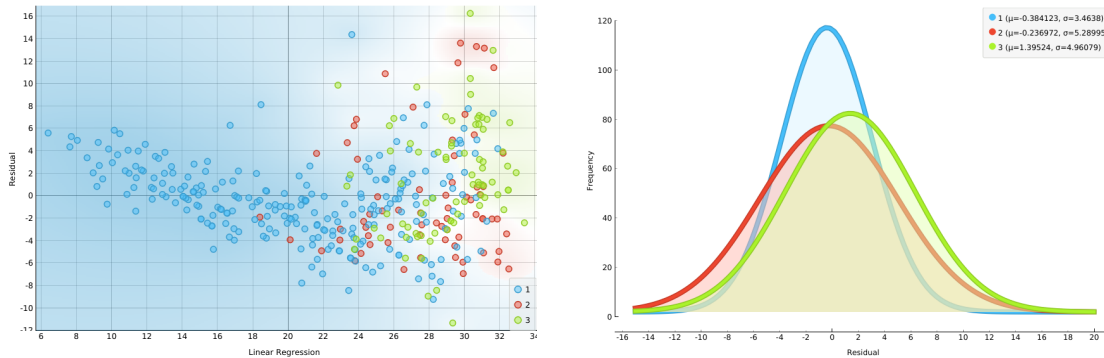 16
14
12
10
8
6
4
2
0
-2
-4
-6
-8
-10
-12
Residual
6 8 10 12 14 16 18 20 22 24 26 28 30 32 34
Linear Regression
1
2
3
120
100
80
60
40
20
0
Frequency
-16 -14 -12 -10 -8 -6 -4 -2 0 2 4 6 8 10 12 14 16 18 20
Residual
1 (μ=-0.384123, σ=3.4638)
2 (μ=-0.236972, σ=5.28995)
3 (μ=1.39524, σ=4.96079)